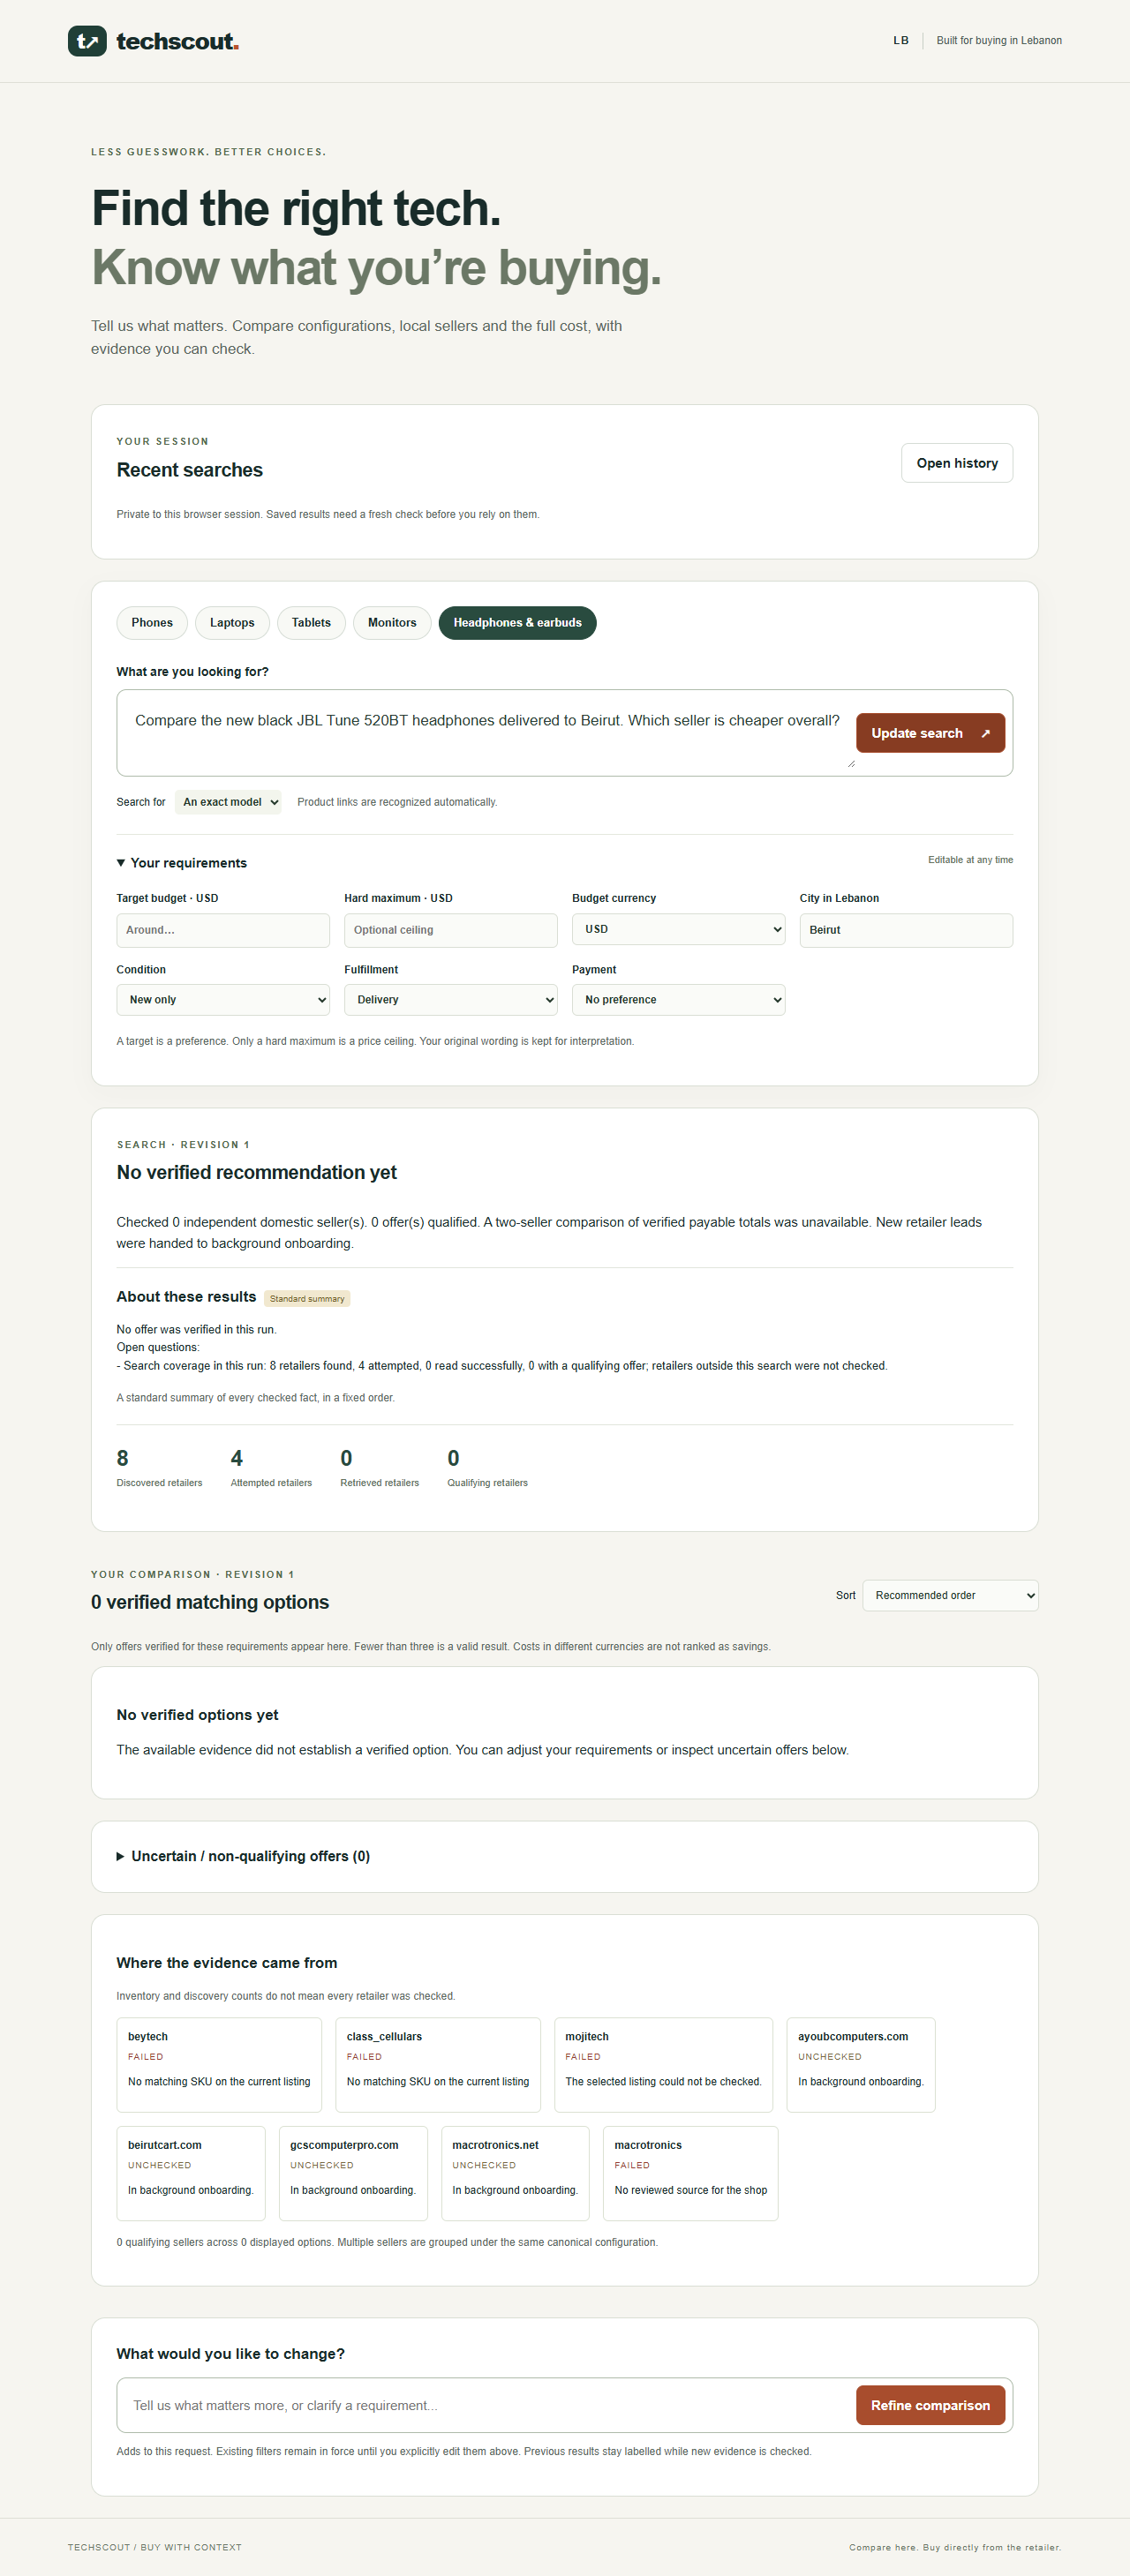 t↗ techscout.
LB
Built for buying in Lebanon
LESS GUESSWORK. BETTER CHOICES.
Find the right tech.
Know what you’re buying.
Tell us what matters. Compare configurations, local sellers and the full cost, with
evidence you can check.
YOUR SESSION
Recent searches
Open history
Private to this browser session. Saved results need a fresh check before you rely on them.
Phones
Laptops
Tablets
Monitors
Headphones & earbuds
What are you looking for?
Compare the new black JBL Tune 520BT headphones delivered to Beirut. Which seller is cheaper overall?
Update search ↗
Search for
An exact model
Product links are recognized automatically.
▼ Your requirements
Editable at any time
Target budget · USD
Hard maximum · USD
Budget currency
City in Lebanon
Around...
Optional ceiling
USD
Beirut
Condition
Fulfillment
Payment
New only
Delivery
No preference
A target is a preference. Only a hard maximum is a price ceiling. Your original wording is kept for interpretation.
SEARCH · REVISION 1
No verified recommendation yet
Checked 0 independent domestic seller(s). 0 offer(s) qualified. A two-seller comparison of verified payable totals was unavailable. New retailer leads
were handed to background onboarding.
About these results
Standard summary
No offer was verified in this run.
Open questions:
- Search coverage in this run: 8 retailers found, 4 attempted, 0 read successfully, 0 with a qualifying offer; retailers outside this search were not checked.
A standard summary of every checked fact, in a fixed order.
8
4
0
0
Discovered retailers
Attempted retailers
Retrieved retailers
Qualifying retailers
YOUR COMPARISON · REVISION 1
0 verified matching options
Sort
Recommended order
Only offers verified for these requirements appear here. Fewer than three is a valid result. Costs in different currencies are not ranked as savings.
No verified options yet
The available evidence did not establish a verified option. You can adjust your requirements or inspect uncertain offers below.
▶ Uncertain / non-qualifying offers (0)
Where the evidence came from
Inventory and discovery counts do not mean every retailer was checked.
beytech
FAILED
No matching SKU on the current listing
class_cellulars
FAILED
No matching SKU on the current listing
mojitech
FAILED
The selected listing could not be checked.
ayoubcomputers.com
UNCHECKED
In background onboarding.
beirutcart.com
UNCHECKED
In background onboarding.
gcscomputerpro.com
UNCHECKED
In background onboarding.
macrotronics.net
UNCHECKED
In background onboarding.
macrotronics
FAILED
No reviewed source for the shop
0 qualifying sellers across 0 displayed options. Multiple sellers are grouped under the same canonical configuration.
What would you like to change?
Tell us what matters more, or clarify a requirement...
Refine comparison
Adds to this request. Existing filters remain in force until you explicitly edit them above. Previous results stay labelled while new evidence is checked.
TECHSCOUT / BUY WITH CONTEXT
Compare here. Buy directly from the retailer.